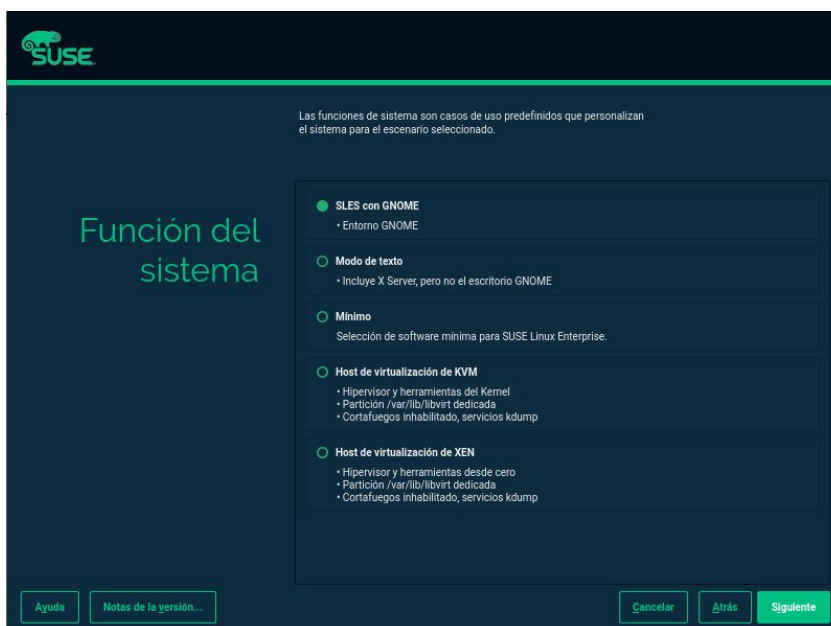 SUSE
Las funciones de sistema son casos de uso predefinidos que personalizan
el sistema para el escenario seleccionado.
Función del
sistema
SLES con GNOME
• Entorno GNOME
Modo de texto
• Incluye X Server, pero no el escritorio GNOME
Mínimo
Selección de software mínima para SUSE Linux Enterprise.
Host de virtualización de KVM
• Hipervisor y herramientas del Kernel
• Partición /var/lib/libvirt dedicada
• Cortafuegos inhabilitado, servicios kdump
Host de virtualización de XEN
• Hipervisor y herramientas desde cero
• Partición /var/lib/libvirt dedicada
• Cortafuegos inhabilitado, servicios kdump
Ayuda Notas de la versión... Cancelar Atrás Siguiente